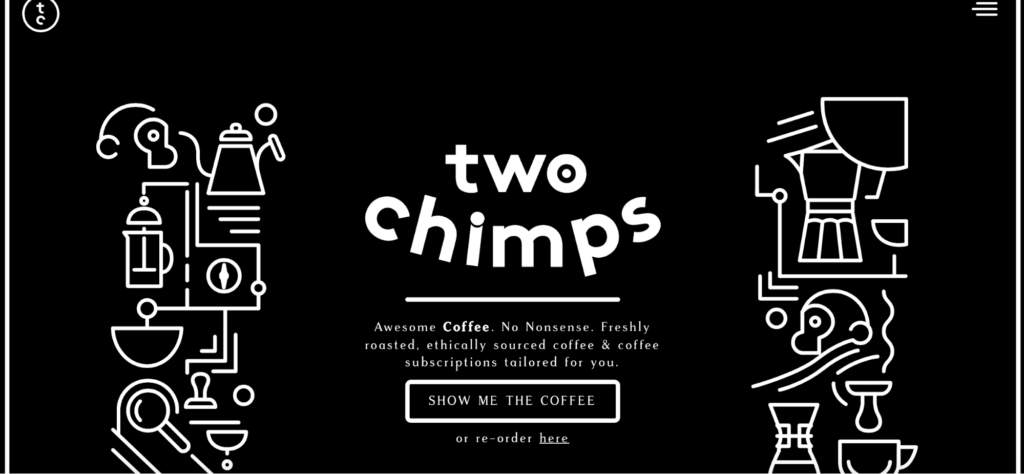 tc
two
chimps
Awesome Coffee. No Nonsense. Freshly
roasted, ethically sourced coffee & coffee
subscriptions tailored for you.
SHOW ME THE COFFEE
or re-order here